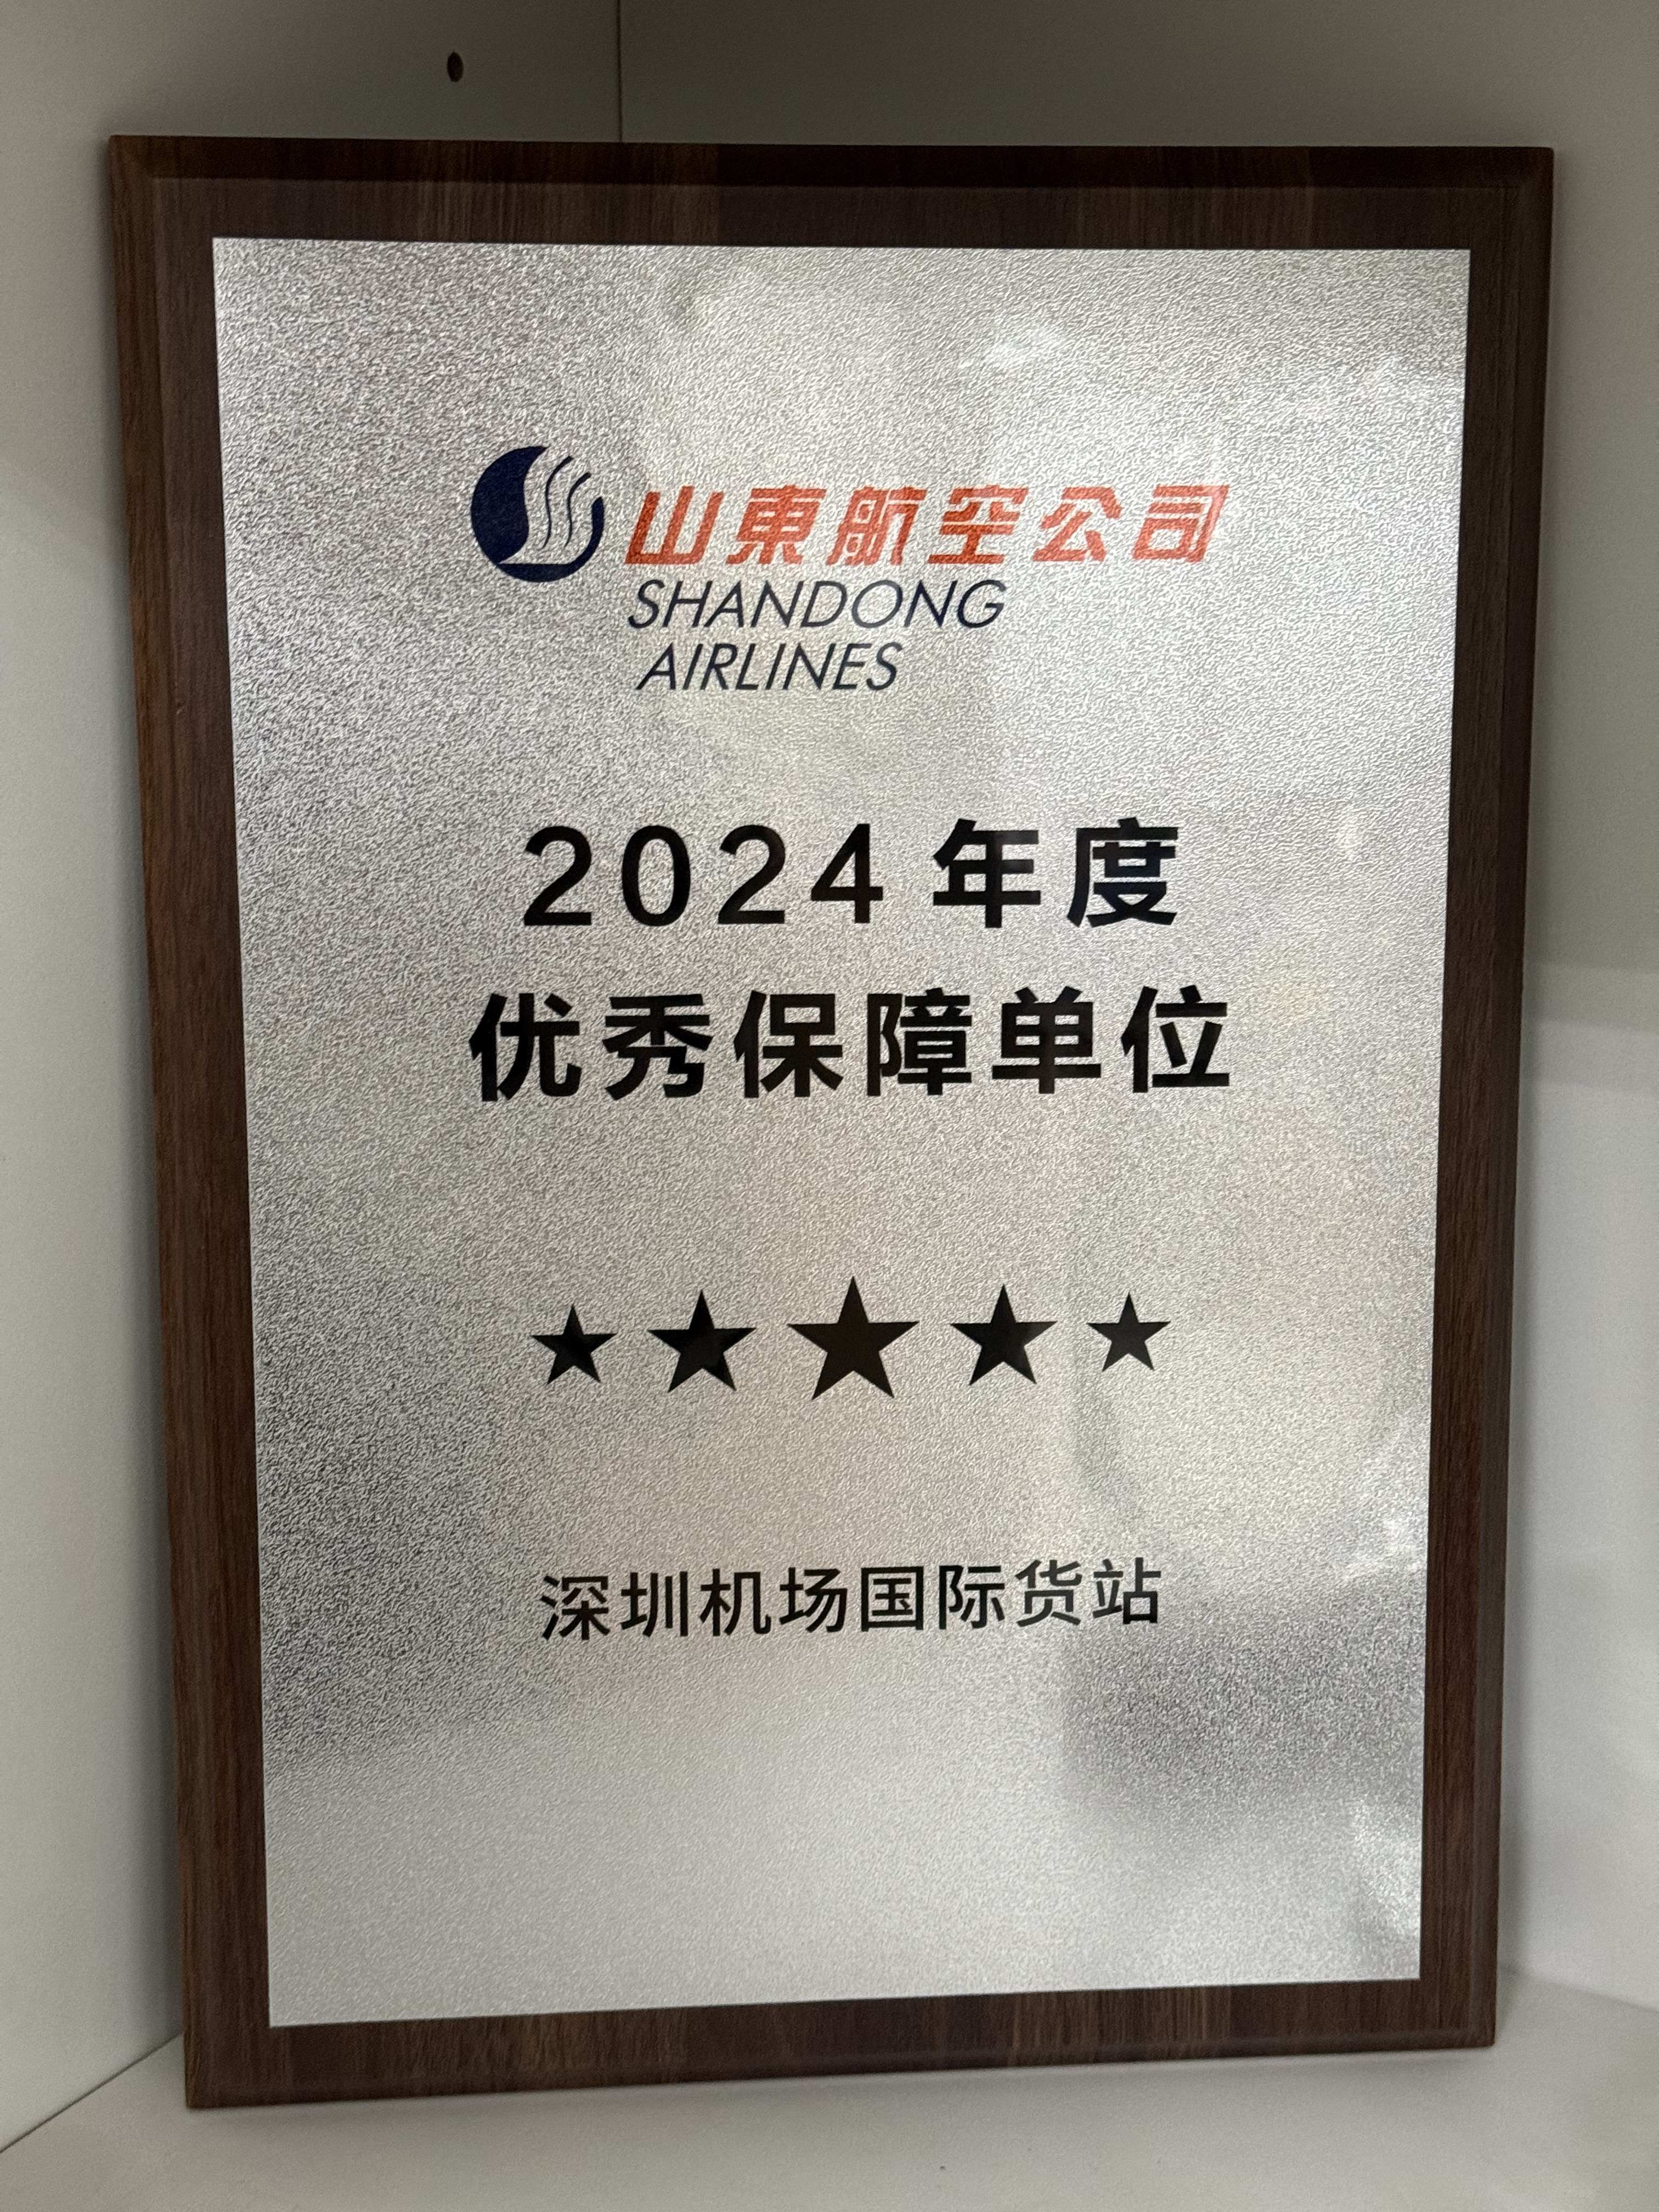 山東航空公司
SHANDONG
AIRLINES
2024年度
优秀保障单位
深圳机场国际货站